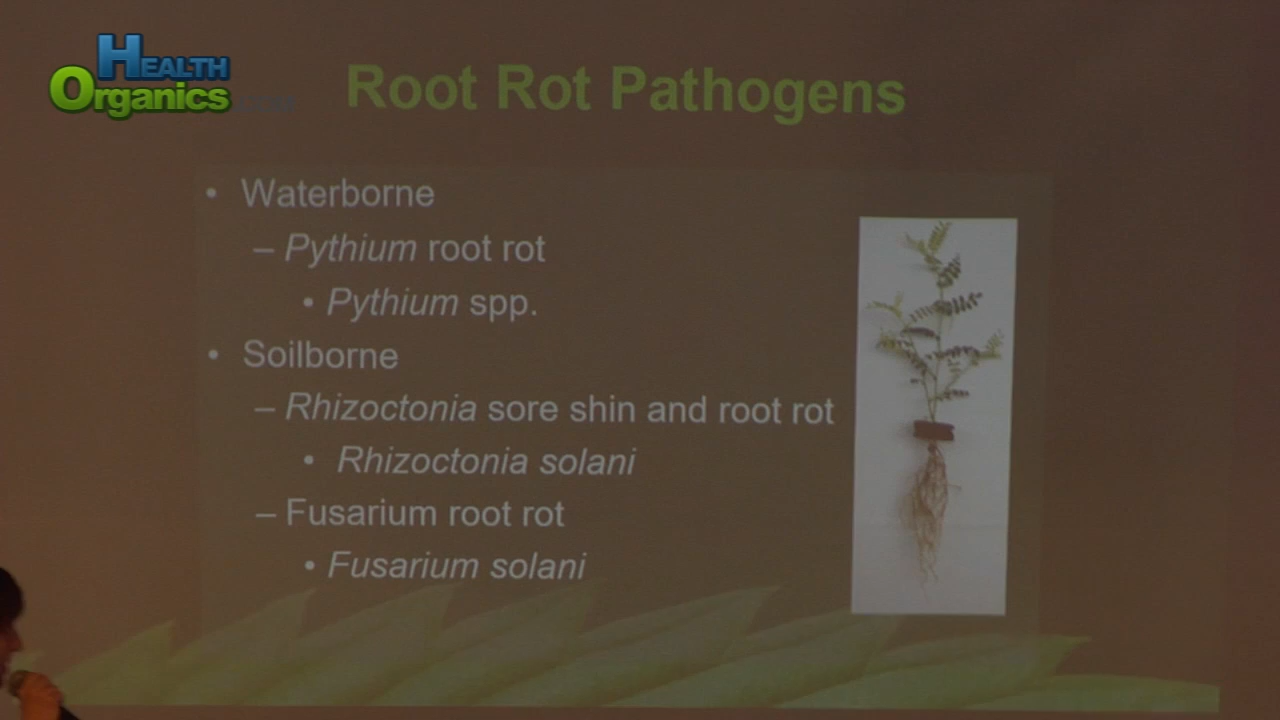 Health
Organics
Root Rot Pathogens
• Waterborne
– Pythium root rot
• Pythium spp.
• Soilborne
– Rhizoctonia sore shin and root rot
• Rhizoctonia solani
– Fusarium root rot
• Fusarium solani